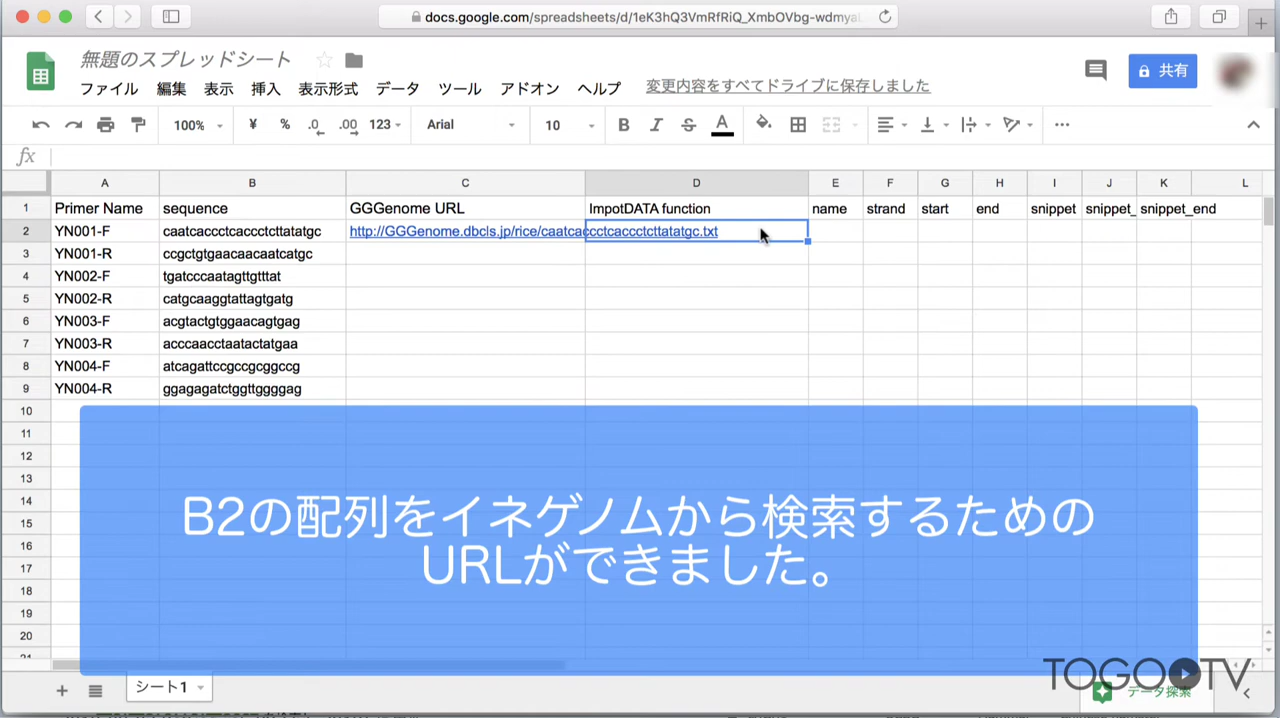 docs.google.com/spreadsheets/d/1eK3hQ3VmRfRiQ_XmbOVbg-wdmya
無題のスプレッドシート
ファイル 編集 表示 挿入 表示形式 データ ツール アドオン ヘルプ 変更内容をすべてドライブに保存しました
共有
100% ¥ % .0 .00 123 Arial 10 B I S A
fx
A B C D E F G H I J K L
1 Primer Name sequence GGGenome URL ImpotDATA function name strand start end snippet snippet_ snippet_end
2 YN001-F caatcaccctcaccctcttatatgc http://GGGenome.dbcls.jp/rice/caatcaccctcaccctcttatatgc.txt
3 YN001-R ccgctgtgaacaacaatcatgc
4 YN002-F tgatcccaatagttgtttat
5 YN002-R catgcaaggtattagtgatg
6 YN003-F acgtactgtggaacagtgag
7 YN003-R acccaacctaatactatgaa
8 YN004-F atcagattccgccgcggccg
9 YN004-R ggagagatctggttggggag
10
11
12
13
14
15
16
17
18
19
20
B2の配列をイネゲノムから検索するための
URLができました。
シート1
TOGOTV
データ探索